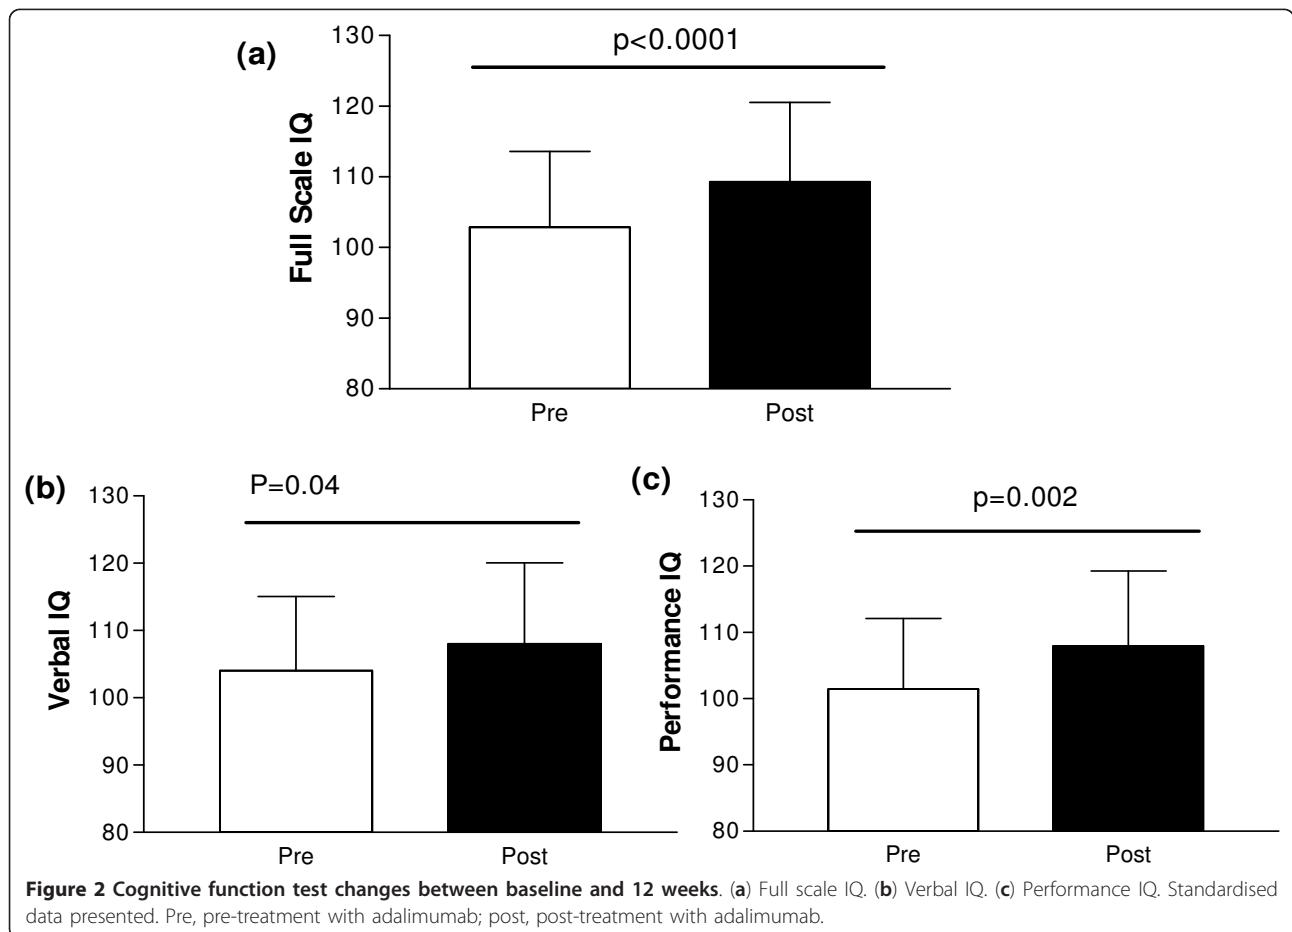 (a)
p<0.0001
130
120
110
100
90
80
Full Scale IQ
Pre Post
(b)
P=0.04
130
120
110
100
90
80
Verbal IQ
Pre Post
(c)
p=0.002
130
120
110
100
90
80
Performance IQ
Pre Post
Figure 2 Cognitive function test changes between baseline and 12 weeks. (a) Full scale IQ. (b) Verbal IQ. (c) Performance IQ. Standardised
data presented. Pre, pre-treatment with adalimumab; post, post-treatment with adalimumab.